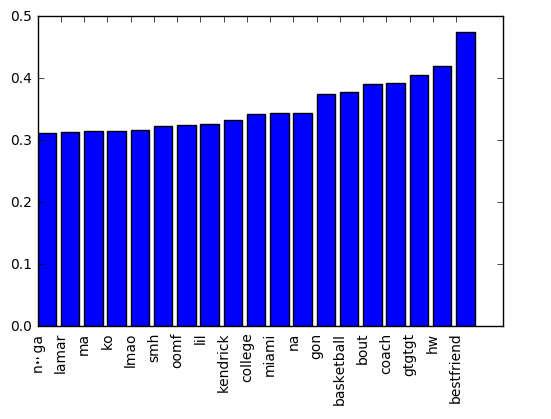 0.5
0.4
0.3
0.2
0.1
0.0
n··ga
lamar
ma
ko
lmao
smh
oomf
lil
kendrick
college
miami
na
gon
basketball
bout
coach
gtgtgt
hw
bestfriend